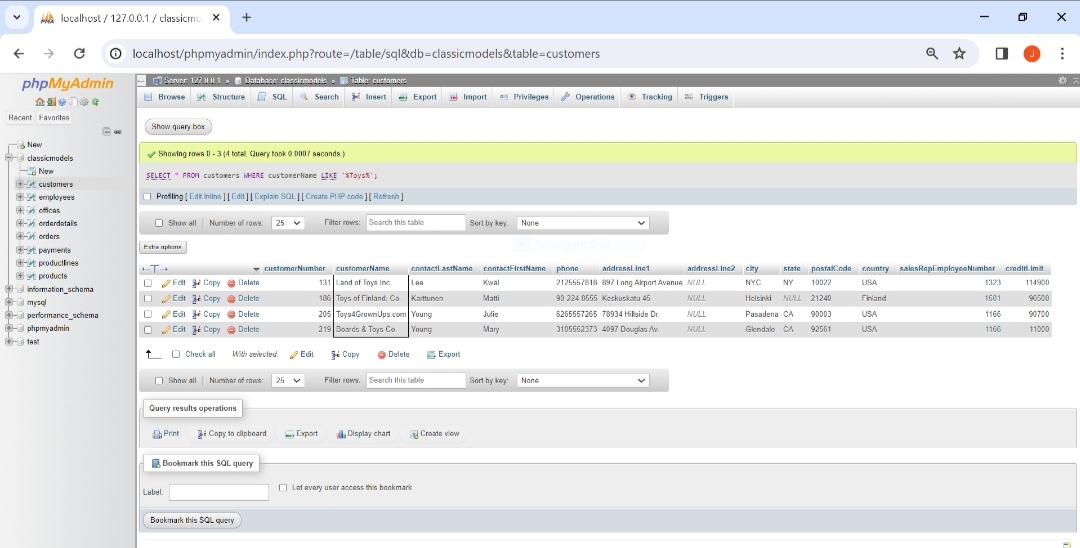 localhost / 127.0.0.1 / classicmo
localhost/phpmyadmin/index.php?route=/table/sql&db=classicmodels&table=customers
J
phpMyAdmin
Recent Favorites
New
classicmodels
New
customers
employees
offices
orderdetails
orders
payments
productlines
products
information_schema
mysql
performance_schema
phpmyadmin
test
Server: 127.0.0.1 » Database: classicmodels » Table: customers
Browse Structure SQL Search Insert Export Import Privileges Operations Tracking Triggers
Show query box
Showing rows 0 - 3 (4 total, Query took 0.0007 seconds.)
SELECT * FROM customers WHERE customerName LIKE '%Toys%';
Profiling [ Edit inline ] [ Edit ] [ Explain SQL ] [ Create PHP code ] [ Refresh ]
Show all Number of rows: 25 Filter rows: Search this table Sort by key: None
Extra options
customerNumber customerName contactLastName contactFirstName phone addressLine1 addressLine2 city state postalCode country salesRepEmployeeNumber creditLimit
Edit Copy Delete 131 Land of Toys Inc. Lee Kwai 2125557818 897 Long Airport Avenue NULL NYC NY 10022 USA 1323 114900
Edit Copy Delete 186 Toys of Finland, Co. Karttunen Matti 90-224 8555 Keskuskatu 45 NULL Helsinki NULL 21240 Finland 1501 96500
Edit Copy Delete 205 Toys4GrownUps.com Young Julie 6265557265 78934 Hillside Dr. NULL Pasadena CA 90003 USA 1166 90700
Edit Copy Delete 219 Boards & Toys Co. Young Mary 3105552373 4097 Douglas Av. NULL Glendale CA 92561 USA 1166 11000
Check all With selected: Edit Copy Delete Export
Show all Number of rows: 25 Filter rows: Search this table Sort by key: None
Query results operations
Print Copy to clipboard Export Display chart Create view
Bookmark this SQL query
Label: Let every user access this bookmark
Bookmark this SQL query